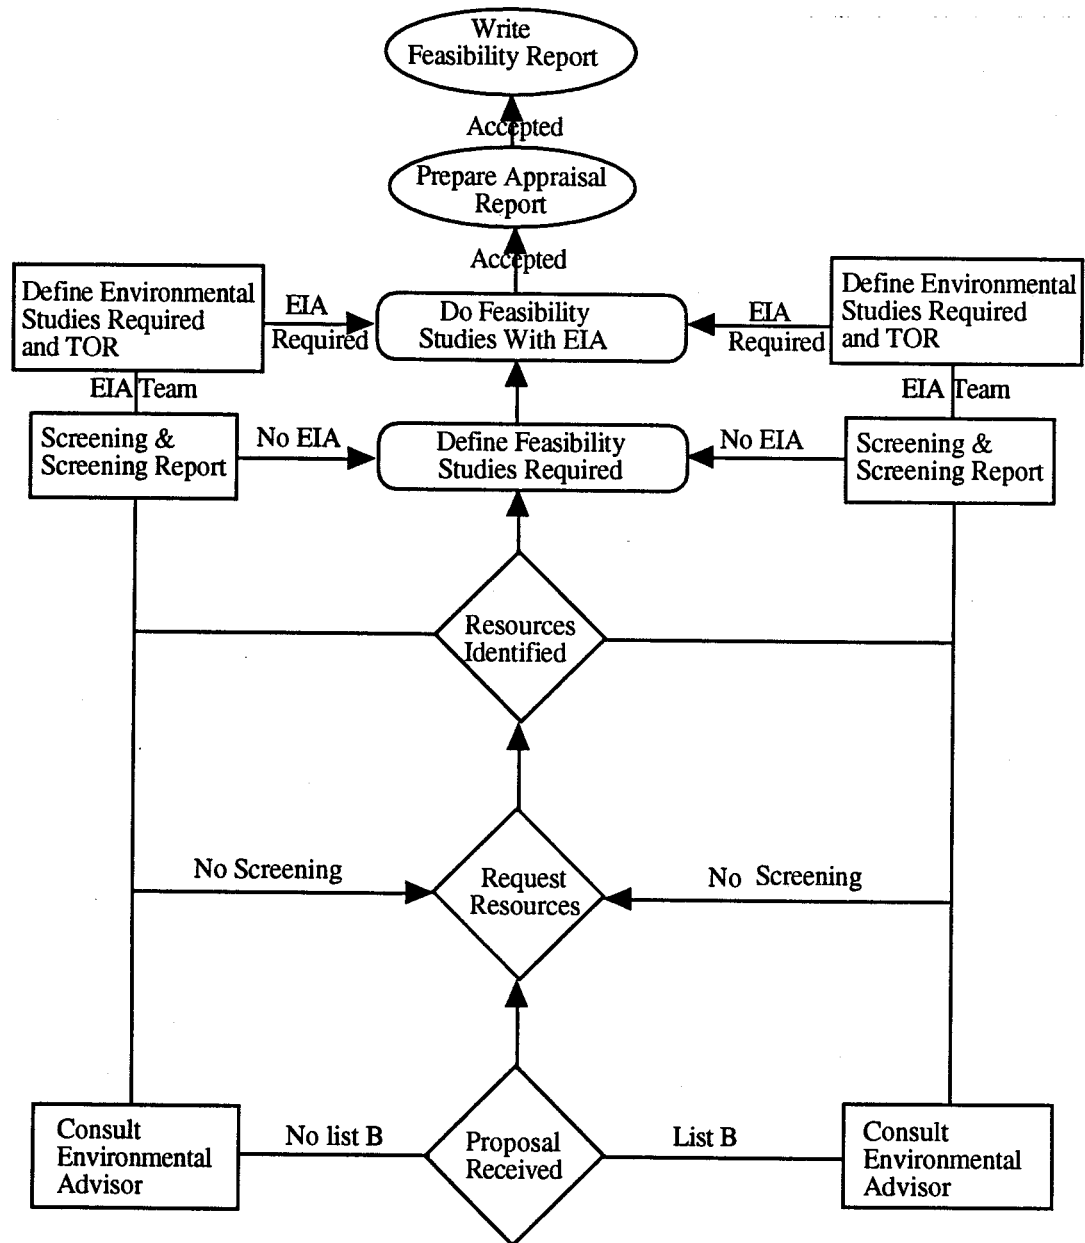 Write
Feasibility Report
Accepted
Prepare Appraisal
Report
Accepted
Define Environmental
Studies Required
and TOR
EIA
Required
Do Feasibility
Studies With EIA
EIA
Required
Define Environmental
Studies Required
and TOR
EIA Team
EIA Team
Screening &
Screening Report
No EIA
Define Feasibility
Studies Required
No EIA
Screening &
Screening Report
Resources
Identified
No Screening
Request
Resources
No Screening
Consult
Environmental
Advisor
No list B
Proposal
Received
List B
Consult
Environmental
Advisor